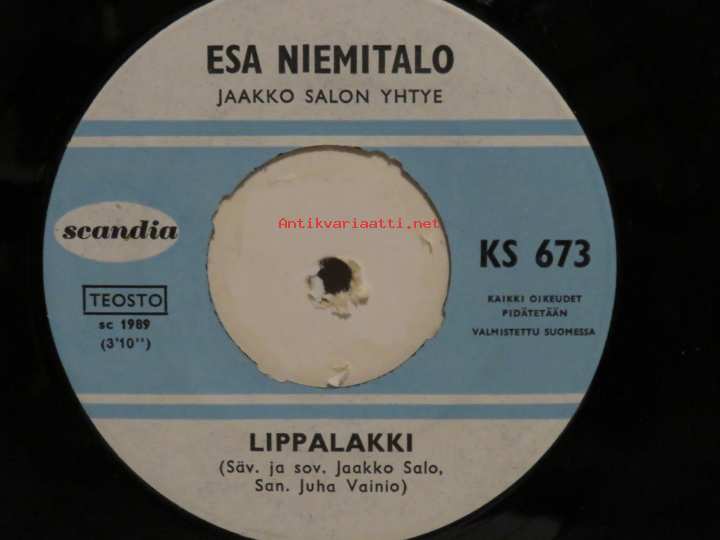 ESA NIEMITALO
JAAKKO SALON YHTYE
Antikvariaatti.net
scandia
TEOSTO
sc 1989
(3'10'')
KS 673
KAIKKI OIKEUDET
PIDÄTETÄÄN
VALMISTETTU SUOMESSA
LIPPALAKKI
(Säv. ja sov. Jaakko Salo,
San. Juha Vainio)